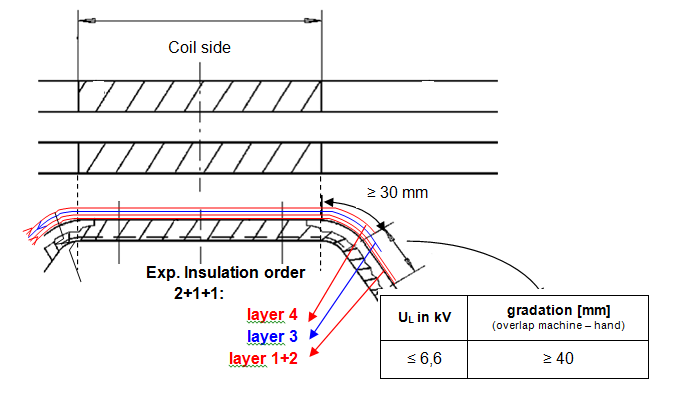 Coil side
≥ 30 mm
Exp. Insulation order
2+1+1:
layer 4
layer 3
layer 1+2
UL in kV
gradation [mm]
(overlap machine – hand)
≤ 6,6
≥ 40